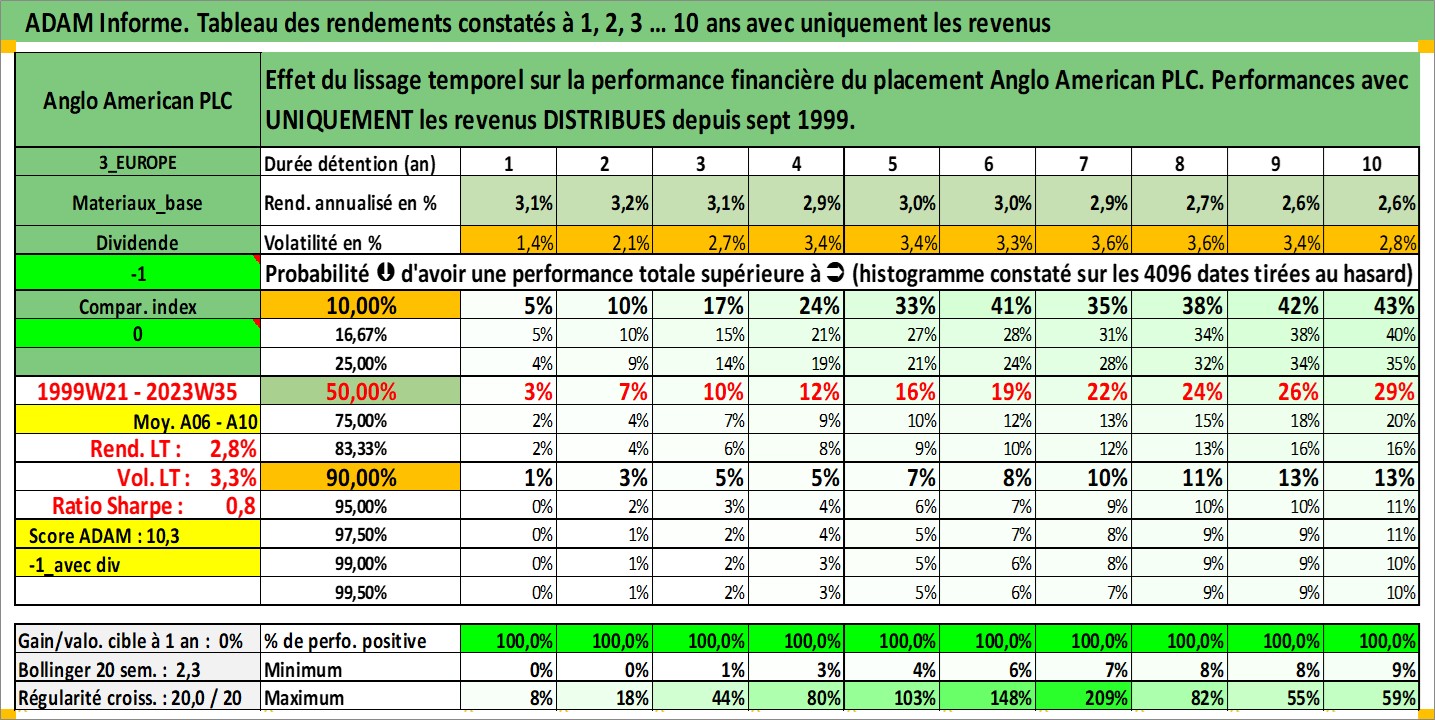 ADAM Informe. Tableau des rendements constatés à 1, 2, 3 ... 10 ans avec uniquement les revenus
Anglo American PLC
Effet du lissage temporel sur la performance financière du placement Anglo American PLC. Performances avec
UNIQUEMENT les revenus DISTRIBUES depuis sept 1999.
3_EUROPE Durée détention (an) 1 2 3 4 5 6 7 8 9 10
Materiaux_base Rend. annualisé en % 3,1% 3,2% 3,1% 2,9% 3,0% 3,0% 2,9% 2,7% 2,6% 2,6%
Dividende Volatilité en % 1,4% 2,1% 2,7% 3,4% 3,4% 3,3% 3,6% 3,6% 3,4% 2,8%
-1 Probabilité d'avoir une performance totale supérieure à (histogramme constaté sur les 4096 dates tirées au hasard)
Compar. index 10,00% 5% 10% 17% 24% 33% 41% 35% 38% 42% 43%
0 16,67% 5% 10% 15% 21% 27% 28% 31% 34% 38% 40%
25,00% 4% 9% 14% 19% 21% 24% 28% 32% 34% 35%
1999W21 - 2023W35 50,00% 3% 7% 10% 12% 16% 19% 22% 24% 26% 29%
Moy. A06 - A10 75,00% 2% 4% 7% 9% 10% 12% 13% 15% 18% 20%
Rend. LT : 2,8% 83,33% 2% 4% 6% 8% 9% 10% 12% 13% 16% 16%
Vol. LT : 3,3% 90,00% 1% 3% 5% 5% 7% 8% 10% 11% 13% 13%
Ratio Sharpe : 0,8 95,00% 0% 2% 3% 4% 6% 7% 9% 10% 10% 11%
Score ADAM : 10,3 97,50% 0% 1% 2% 4% 5% 7% 8% 9% 9% 11%
-1_avec div 99,00% 0% 1% 2% 3% 5% 6% 8% 9% 9% 10%
99,50% 0% 1% 2% 3% 5% 6% 7% 9% 9% 10%
Gain/valo. cible à 1 an : 0% % de perfo. positive 100,0% 100,0% 100,0% 100,0% 100,0% 100,0% 100,0% 100,0% 100,0% 100,0%
Bollinger 20 sem. : 2,3 Minimum 0% 0% 1% 3% 4% 6% 7% 8% 8% 9%
Régularité croiss. : 20,0 / 20 Maximum 8% 18% 44% 80% 103% 148% 209% 82% 55% 59%